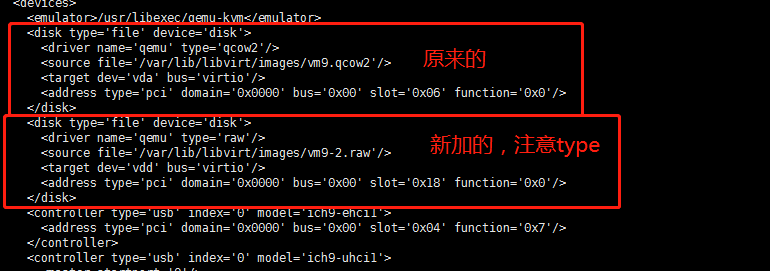 <devices>
<emulator>/usr/libexec/qemu-kvm</emulator>
<disk type='file' device='disk'>
<driver name='qemu' type='qcow2'/>
<source file='/var/lib/libvirt/images/vm9.qcow2'/>
原来的
<target dev='vda' bus='virtio'/>
<address type='pci' domain='0x0000' bus='0x00' slot='0x06' function='0x0'/>
</disk>
<disk type='file' device='disk'>
<driver name='qemu' type='raw'/>
新加的，注意type
<source file='/var/lib/libvirt/images/vm9-2.raw'/>
<target dev='vdd' bus='virtio'/>
<address type='pci' domain='0x0000' bus='0x00' slot='0x18' function='0x0'/>
</disk>
<controller type='usb' index='0' model='ich9-ehci1'>
<address type='pci' domain='0x0000' bus='0x00' slot='0x04' function='0x7'/>
</controller>
<controller type='usb' index='0' model='ich9-uhci1'>